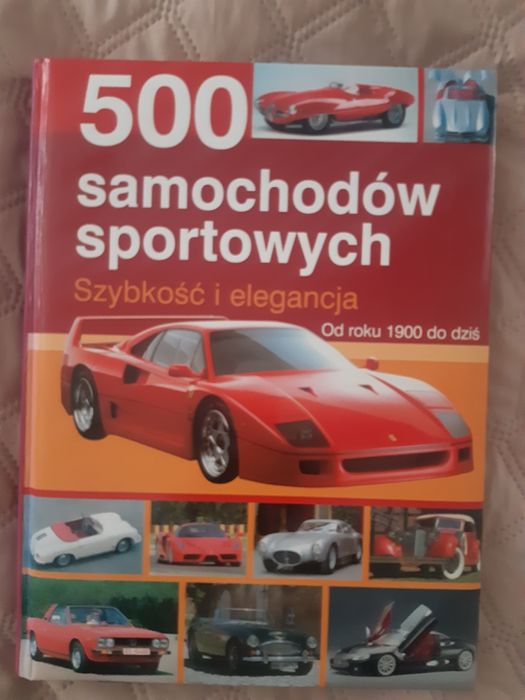 500
samochodów
sportowych
Szybkość i elegancja
Od roku 1900 do dziś